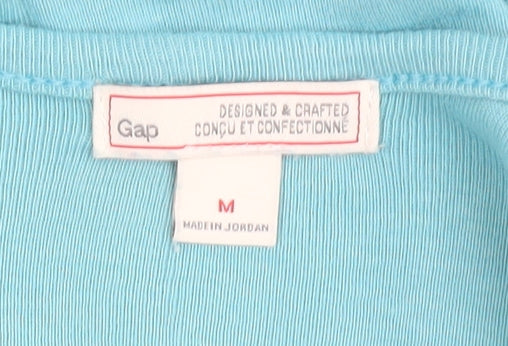 Gap
DESIGNED & CRAFTED
CONÇU ET CONFECTIONNÉ
M
MADE IN JORDAN